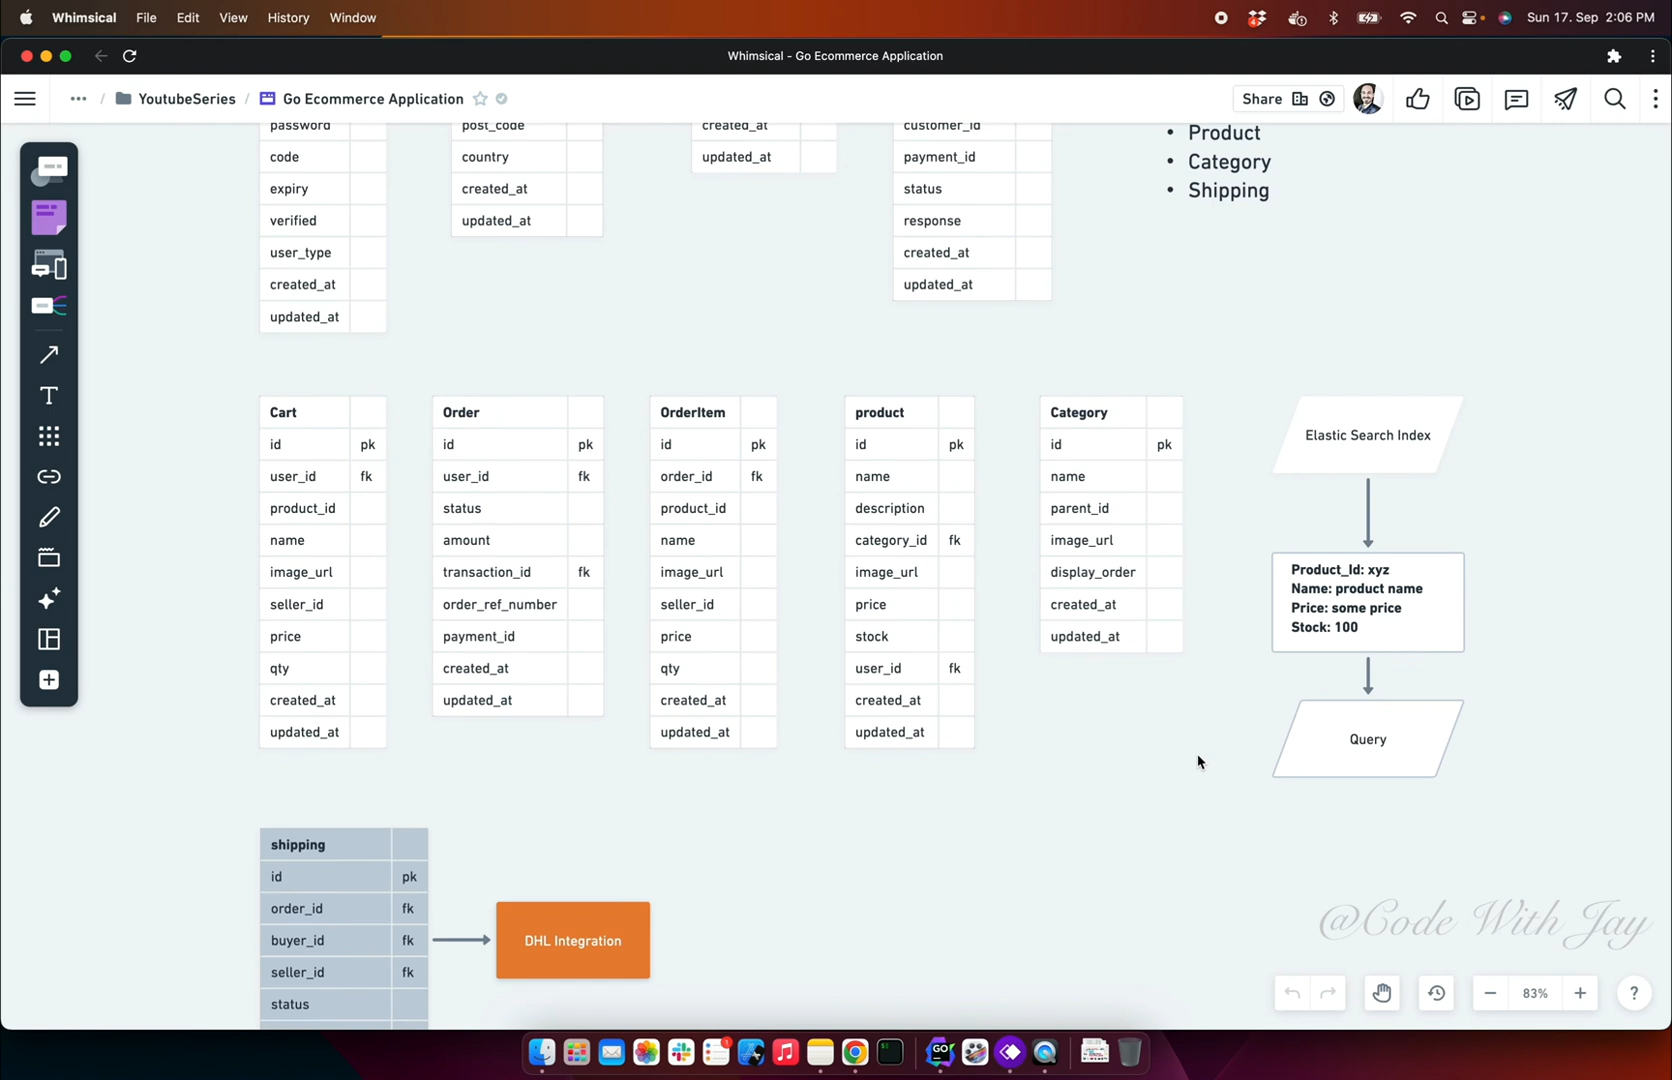 Whimsical File Edit View History Window
Sun 17. Sep 2:06 PM
Whimsical - Go Ecommerce Application
/ YoutubeSeries / Go Ecommerce Application
Share
password
code
expiry
verified
user_type
created_at
updated_at
post_code
country
created_at
updated_at
created_at
updated_at
customer_id
payment_id
status
response
created_at
updated_at
• Product
• Category
• Shipping
Cart
id pk
user_id fk
product_id
name
image_url
seller_id
price
qty
created_at
updated_at
Order
id pk
user_id fk
status
amount
transaction_id fk
order_ref_number
payment_id
created_at
updated_at
OrderItem
id pk
order_id fk
product_id
name
image_url
seller_id
price
qty
created_at
updated_at
product
id pk
name
description
category_id fk
image_url
price
stock
user_id fk
created_at
updated_at
Category
id pk
name
parent_id
image_url
display_order
created_at
updated_at
Elastic Search Index
Product_Id: xyz
Name: product name
Price: some price
Stock: 100
Query
shipping
id pk
order_id fk
buyer_id fk
seller_id fk
status
DHL Integration
@Code With Jay
83%
?
GO